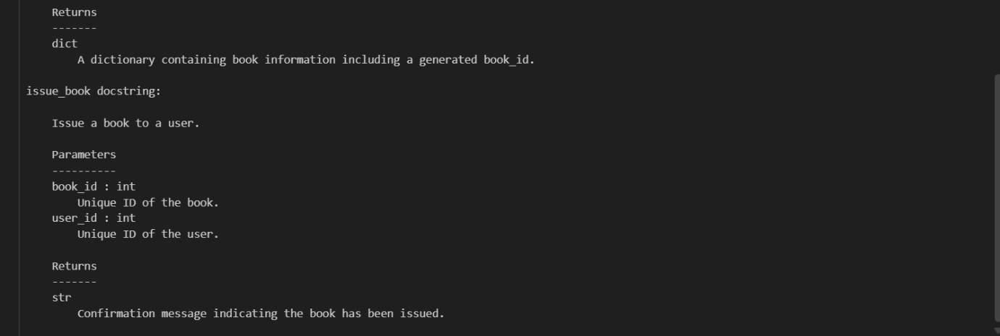 Returns
-------
dict
A dictionary containing book information including a generated book_id.
issue_book docstring:
Issue a book to a user.
Parameters
----------
book_id : int
Unique ID of the book.
user_id : int
Unique ID of the user.
Returns
-------
str
Confirmation message indicating the book has been issued.